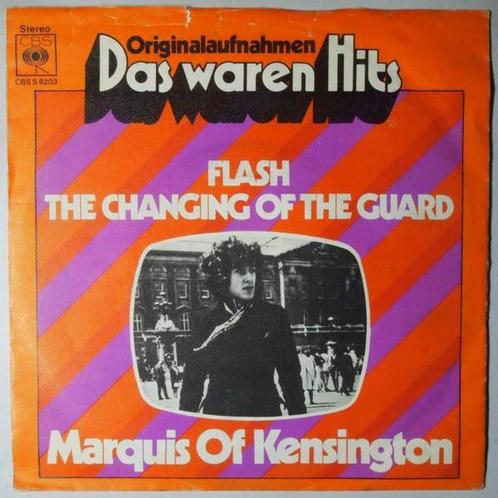 Stereo
CBS
CBS S 8203
Originalaufnahmen
Das waren Hits
FLASH
THE CHANGING OF THE GUARD
Marquis Of Kensington